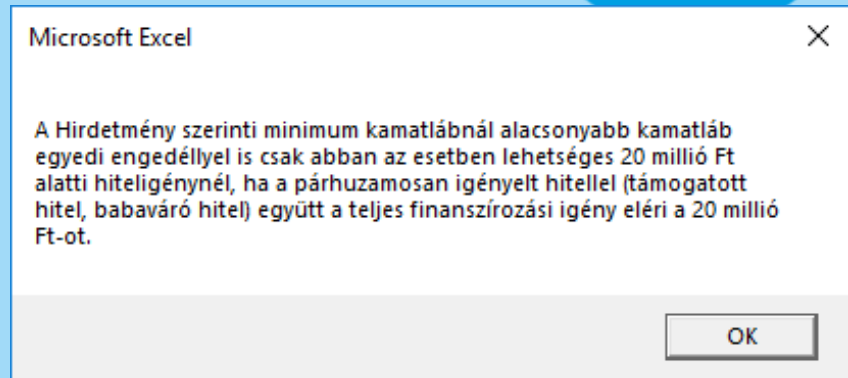 Microsoft Excel
A Hirdetmény szerinti minimum kamatlábnál alacsonyabb kamatláb
egyedi engedéllyel is csak abban az esetben lehetséges 20 millió Ft
alatti hiteligénynél, ha a párhuzamosan igényelt hitellel (támogatott
hitel, babaváró hitel) együtt a teljes finanszírozási igény eléri a 20 millió
Ft-ot.
OK